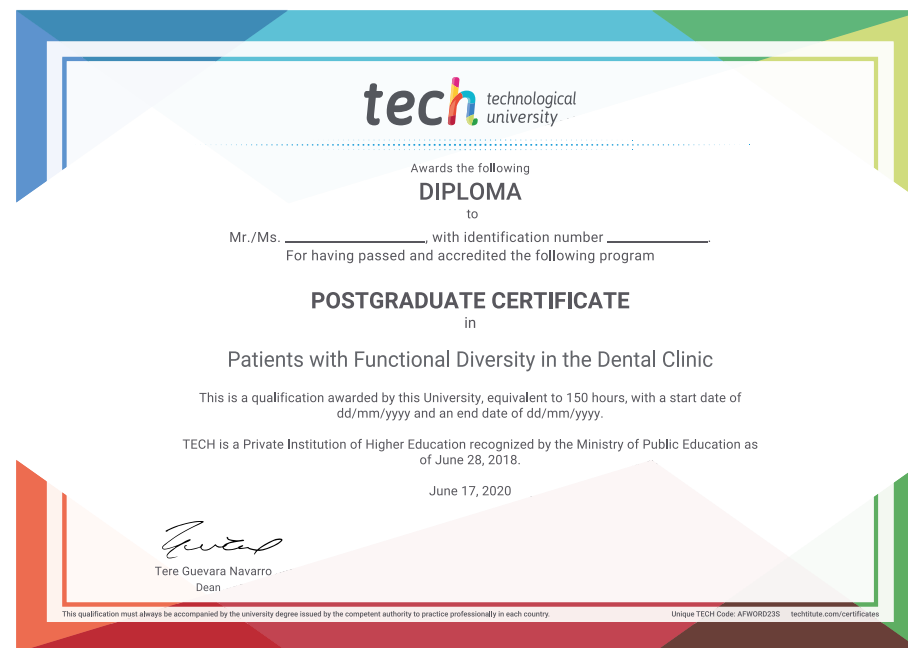 tech technological
university
Awards the following
DIPLOMA
to
Mr./Ms. ____________________, with identification number ______________.
For having passed and accredited the following program
POSTGRADUATE CERTIFICATE
in
Patients with Functional Diversity in the Dental Clinic
This is a qualification awarded by this University, equivalent to 150 hours, with a start date of
dd/mm/yyyy and an end date of dd/mm/yyyy.
TECH is a Private Institution of Higher Education recognized by the Ministry of Public Education as
of June 28, 2018.
June 17, 2020
Tere Guevara Navarro
Dean
This qualification must always be accompanied by the university degree issued by the competent authority to practice professionally in each country.
Unique TECH Code: AFWORD23S techtitute.com/certificates